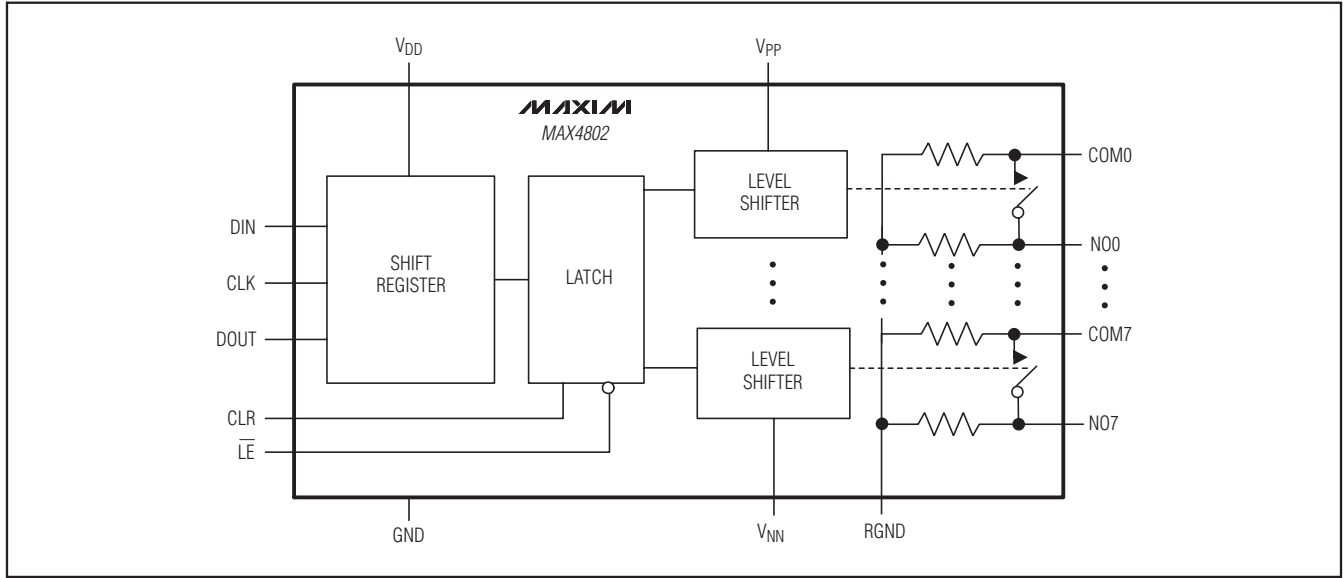 VDD
VPP
MAXIM
MAX4802
DIN
CLK
DOUT
CLR
LE
SHIFT
REGISTER
LATCH
LEVEL
SHIFTER
LEVEL
SHIFTER
COM0
NO0
COM7
NO7
GND
VNN
RGND